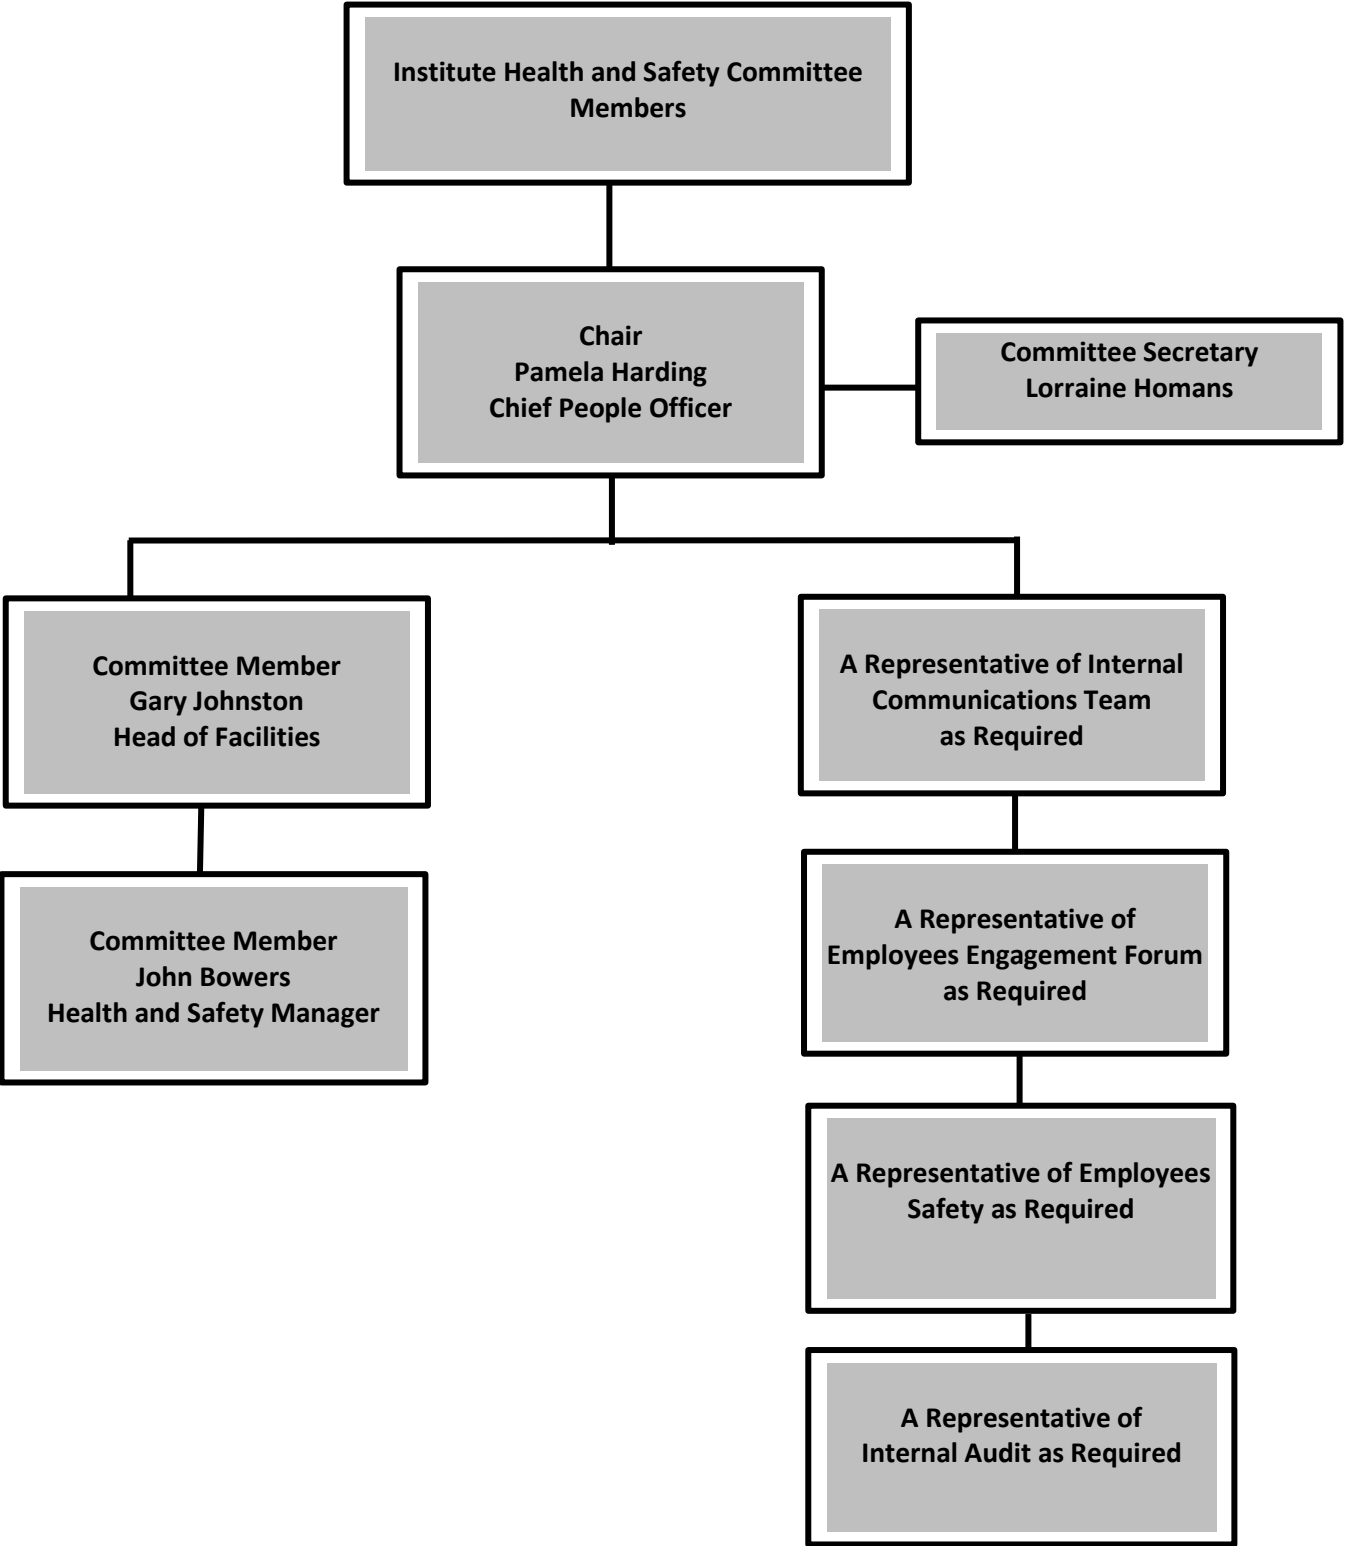 Institute Health and Safety Committee
Members
Chair
Pamela Harding
Chief People Officer
Committee Secretary
Lorraine Homans
Committee Member
Gary Johnston
Head of Facilities
Committee Member
John Bowers
Health and Safety Manager
A Representative of Internal
Communications Team
as Required
A Representative of
Employees Engagement Forum
as Required
A Representative of Employees
Safety as Required
A Representative of
Internal Audit as Required